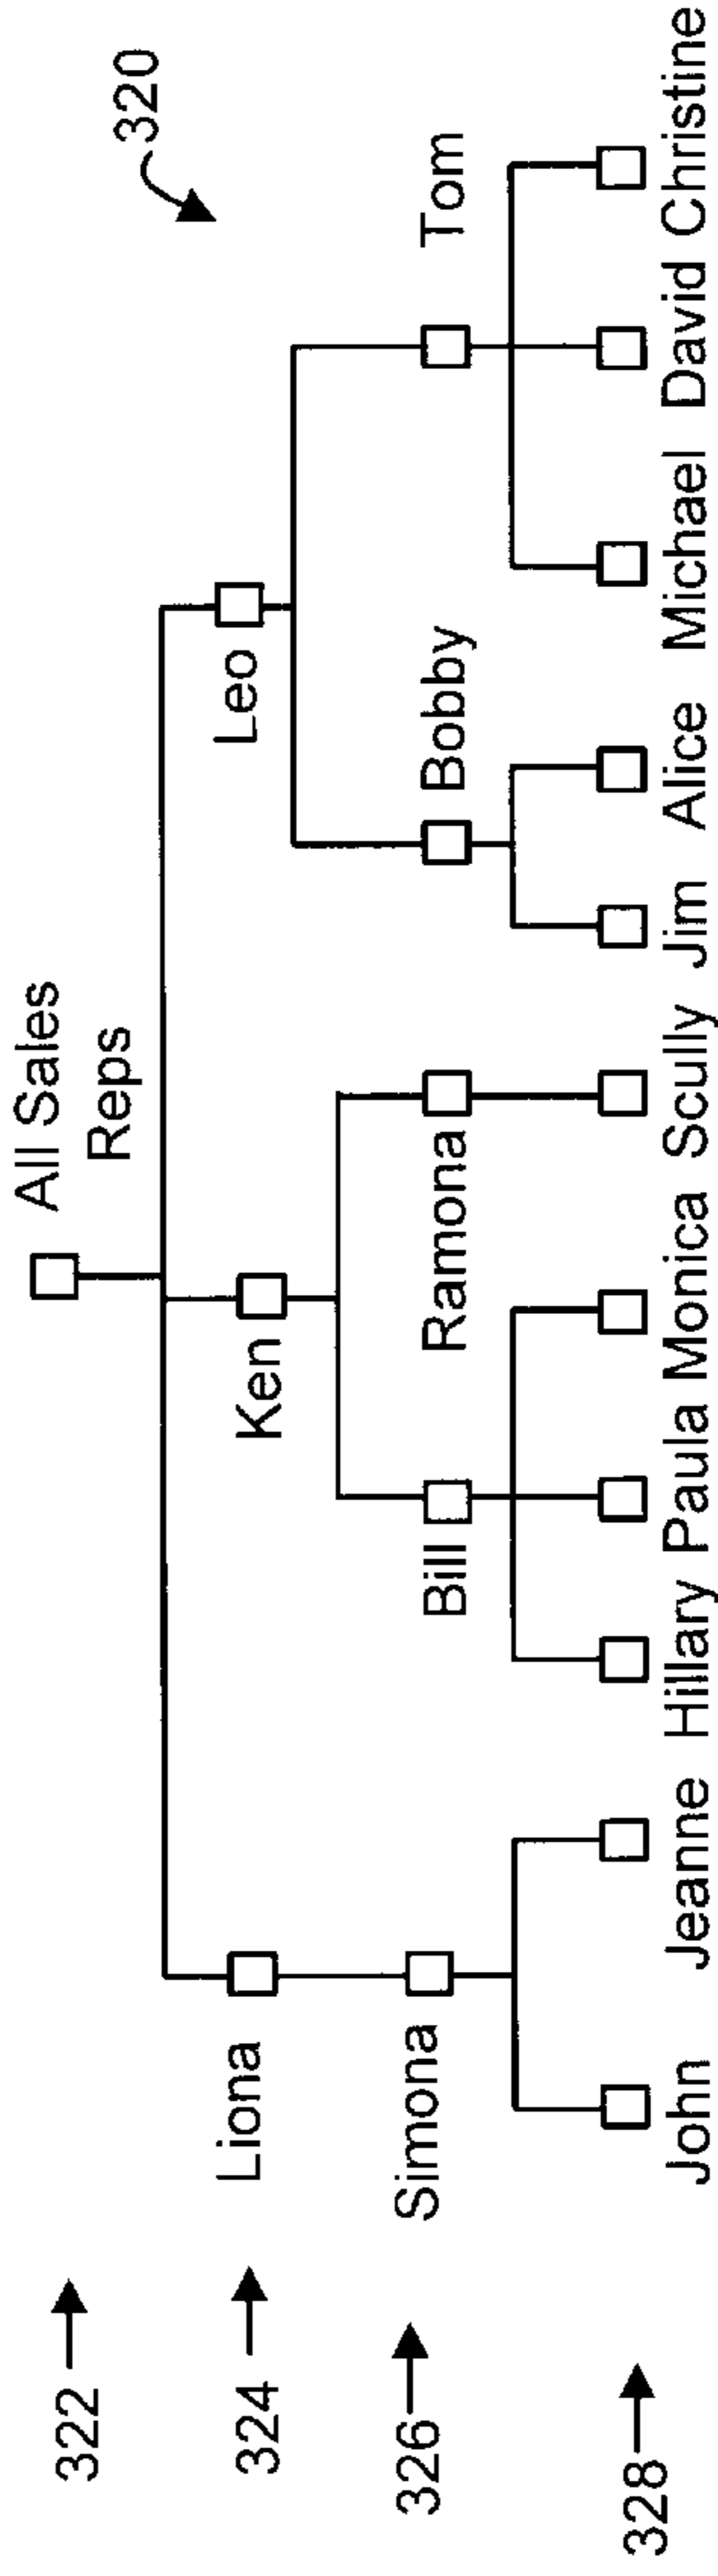 320
All Sales
Reps
322
Liona
Ken
Leo
324
Simona
Bill
Ramona
Bobby
Tom
326
John
Jeanne
Hillary
Paula
Monica
Scully
Jim
Alice
Michael
David
Christine
328